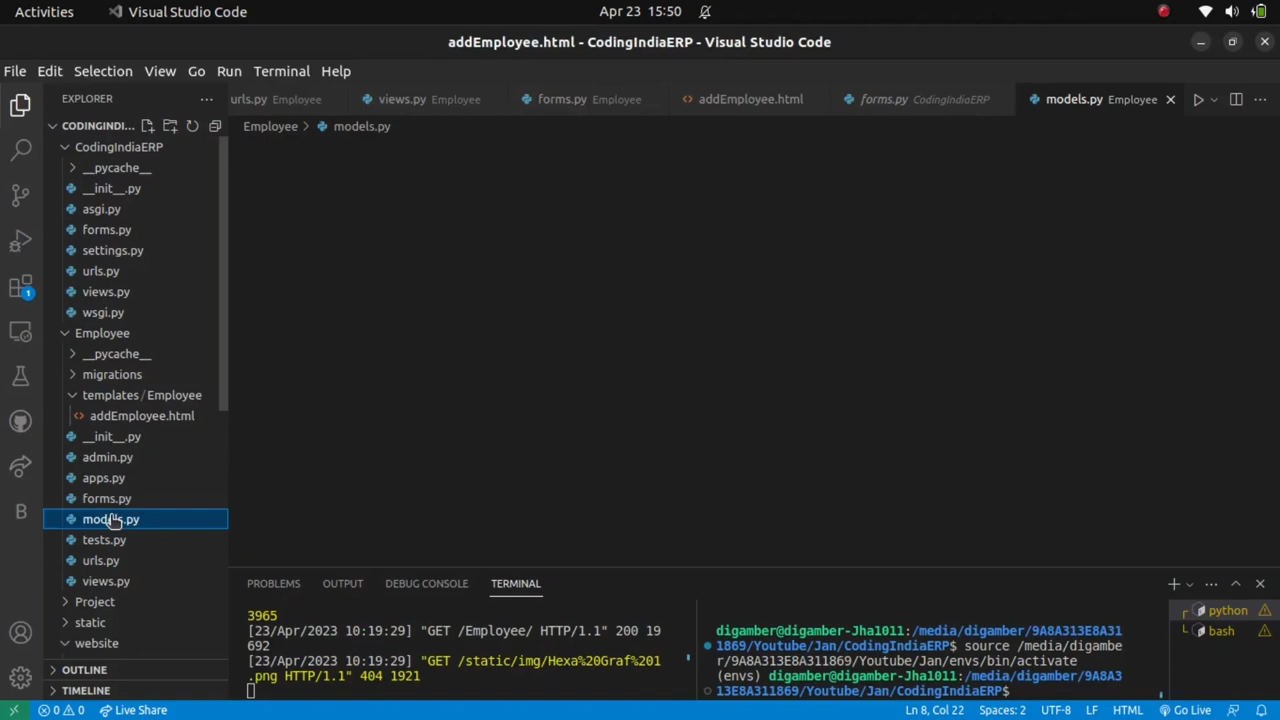 Activities
Visual Studio Code
Apr 23 15:50
addEmployee.html - CodingIndiaERP - Visual Studio Code
File Edit Selection View Go Run Terminal Help
EXPLORER
urls.py Employee
views.py Employee
forms.py Employee
addEmployee.html
forms.py CodingIndiaERP
models.py Employee
CODINGINDI...
Employee > models.py
CodingIndiaERP
__pycache__
__init__.py
asgi.py
forms.py
settings.py
urls.py
views.py
wsgi.py
Employee
__pycache__
migrations
templates / Employee
addEmployee.html
__init__.py
admin.py
apps.py
forms.py
models.py
tests.py
urls.py
views.py
Project
static
website
OUTLINE
TIMELINE
PROBLEMS OUTPUT DEBUG CONSOLE TERMINAL
3965
[23/Apr/2023 10:19:29] "GET /Employee/ HTTP/1.1" 200 19
692
[23/Apr/2023 10:19:29] "GET /static/img/Hexa%20Graf%201
.png HTTP/1.1" 404 1921
digamber@digamber-Jha1011:/media/digamber/9A8A313E8A31
1869/Youtube/Jan/CodingIndiaERP$ source /media/digambe
r/9A8A313E8A311869/Youtube/Jan/envs/bin/activate
(envs) digamber@digamber-Jha1011:/media/digamber/9A8A3
13E8A311869/Youtube/Jan/CodingIndiaERP$
python
bash
1
B
0 0
Live Share
Ln 8, Col 22
Spaces: 2
UTF-8
LF
HTML
Go Live